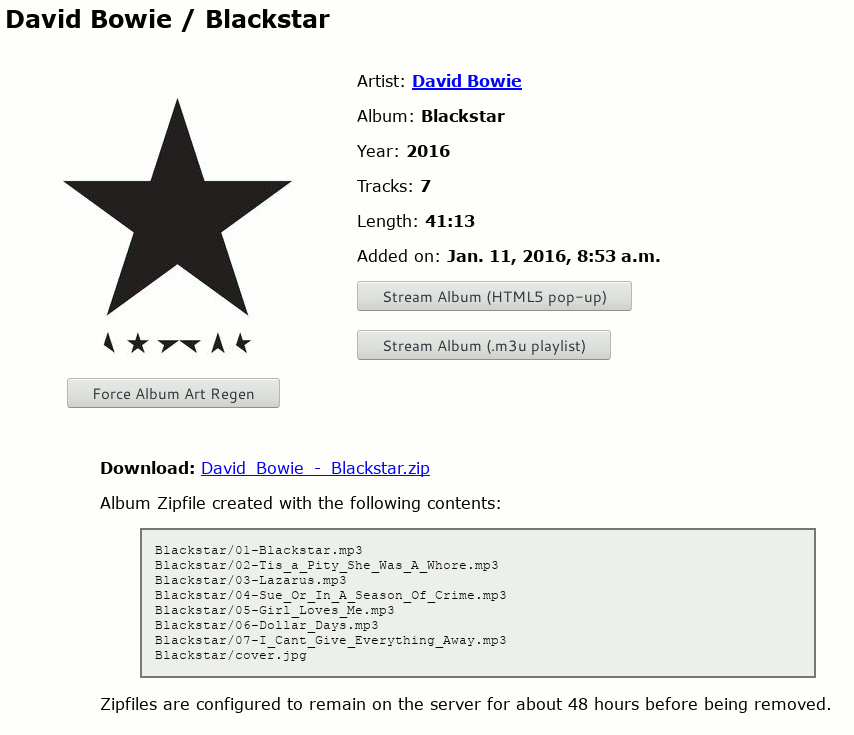 David Bowie / Blackstar
Artist: David Bowie
Album: Blackstar
Year: 2016
Tracks: 7
Length: 41:13
Added on: Jan. 11, 2016, 8:53 a.m.
Stream Album (HTML5 pop-up)
Stream Album (.m3u playlist)
Force Album Art Regen
Download: David_Bowie_-_Blackstar.zip
Album Zipfile created with the following contents:
Blackstar/01-Blackstar.mp3
Blackstar/02-Tis_a_Pity_She_Was_A_Whore.mp3
Blackstar/03-Lazarus.mp3
Blackstar/04-Sue_Or_In_A_Season_Of_Crime.mp3
Blackstar/05-Girl_Loves_Me.mp3
Blackstar/06-Dollar_Days.mp3
Blackstar/07-I_Cant_Give_Everything_Away.mp3
Blackstar/cover.jpg
Zipfiles are configured to remain on the server for about 48 hours before being removed.